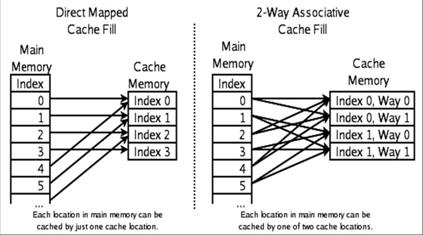 Direct Mapped
Cache Fill
Main
Memory
Cache
Memory
Index
0
1
2
3
4
5
...
Index 0
Index 1
Index 2
Index 3
Each location in main memory can be
cached by just one cache location.
2-Way Associative
Cache Fill
Main
Memory
Cache
Memory
Index
0
1
2
3
4
5
...
Index 0, Way 0
Index 0, Way 1
Index 1, Way 0
Index 1, Way 1
Each location in main memory can be
cached by one of two cache locations.